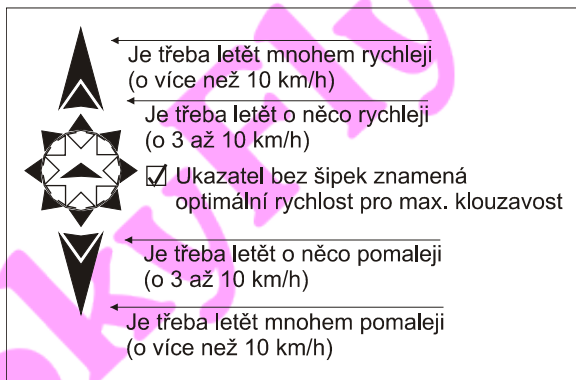 Je třeba letět mnohem rychleji
(o více než 10 km/h)
Je třeba letět o něco rychleji
(o 3 až 10 km/h)
Ukazatel bez šipek znamená
optimální rychlost pro max. klouzavost
Je třeba letět o něco pomaleji
(o 3 až 10 km/h)
Je třeba letět mnohem pomaleji
(o více než 10 km/h)